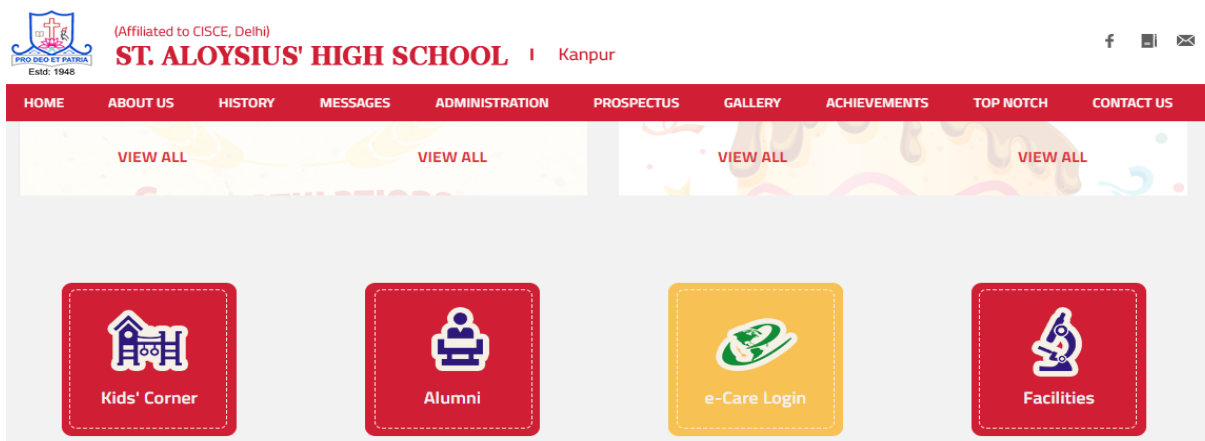 (Affiliated to CISCE, Delhi)
ST. ALOYSIUS' HIGH SCHOOL I Kanpur
PRO DEO ET PATRIA
Estd: 1948
HOME ABOUT US HISTORY MESSAGES ADMINISTRATION PROSPECTUS GALLERY ACHIEVEMENTS TOP NOTCH CONTACT US
VIEW ALL VIEW ALL VIEW ALL VIEW ALL
Kids' Corner Alumni e-Care Login Facilities